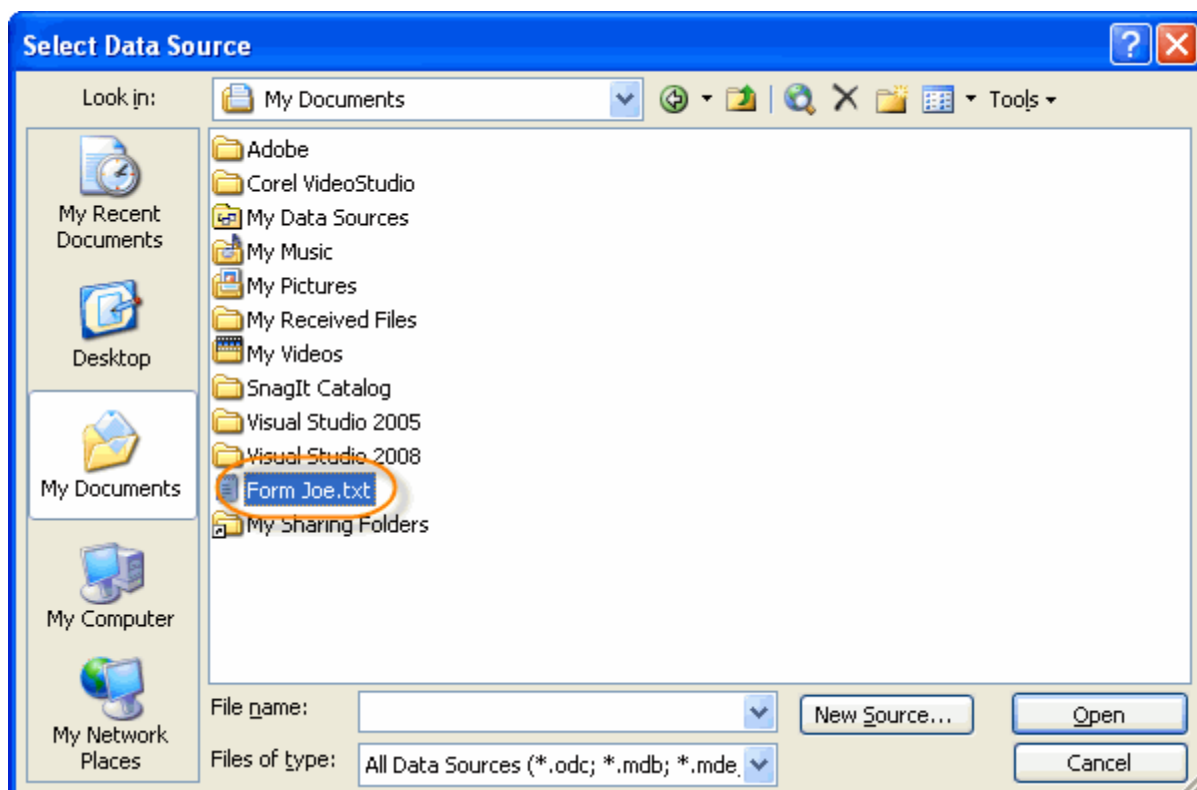 Select Data Source
Look in:
My Documents
Tools
My Recent
Documents
Desktop
My Documents
My Computer
My Network
Places
Adobe
Corel VideoStudio
My Data Sources
My Music
My Pictures
My Received Files
My Videos
SnagIt Catalog
Visual Studio 2005
Visual Studio 2008
Form Joe.txt
My Sharing Folders
File name:
New Source...
Open
Files of type:
All Data Sources (*.odc; *.mdb; *.mde;
Cancel